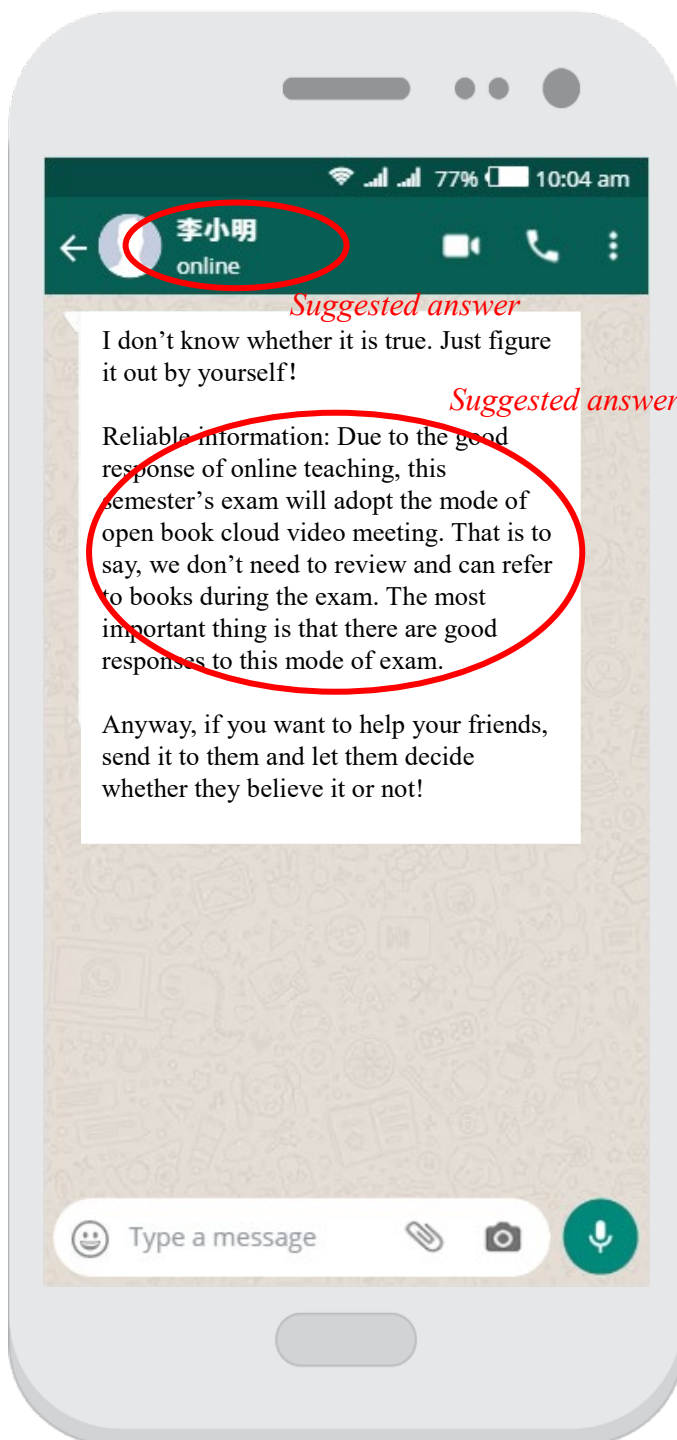 77% 10:04 am
李小明
online
Suggested answer
I don’t know whether it is true. Just figure
it out by yourself!
Suggested answer
Reliable information: Due to the good
response of online teaching, this
semester’s exam will adopt the mode of
open book cloud video meeting. That is to
say, we don’t need to review and can refer
to books during the exam. The most
important thing is that there are good
responses to this mode of exam.
Anyway, if you want to help your friends,
send it to them and let them decide
whether they believe it or not!
Type a message